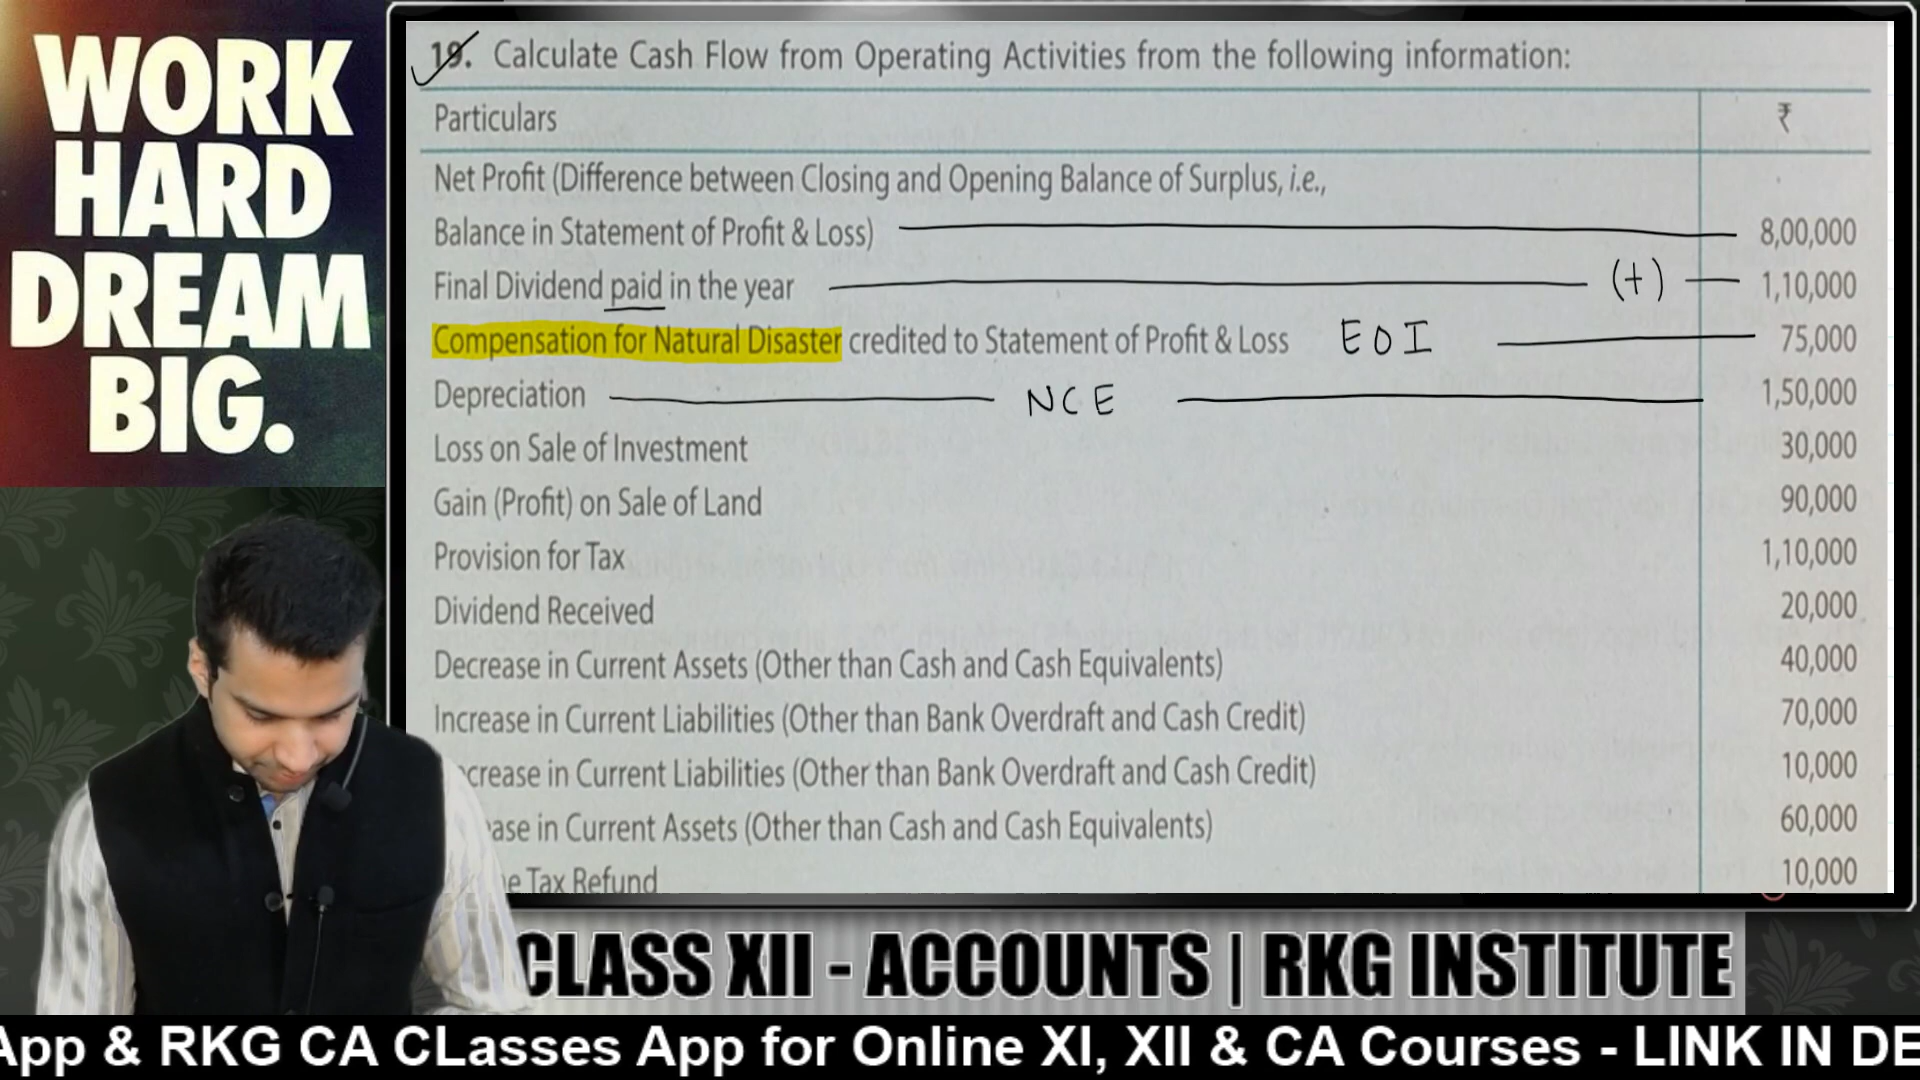 WORK
HARD
DREAM
BIG.
19. Calculate Cash Flow from Operating Activities from the following information:
Particulars ₹
Net Profit (Difference between Closing and Opening Balance of Surplus, i.e.,
Balance in Statement of Profit & Loss) 8,00,000
Final Dividend paid in the year (+) 1,10,000
Compensation for Natural Disaster credited to Statement of Profit & Loss EOI 75,000
Depreciation NCE 1,50,000
Loss on Sale of Investment 30,000
Gain (Profit) on Sale of Land 90,000
Provision for Tax 1,10,000
Dividend Received 20,000
Decrease in Current Assets (Other than Cash and Cash Equivalents) 40,000
Increase in Current Liabilities (Other than Bank Overdraft and Cash Credit) 70,000
crease in Current Liabilities (Other than Bank Overdraft and Cash Credit) 10,000
ase in Current Assets (Other than Cash and Cash Equivalents) 60,000
e Tax Refund 10,000
CLASS XII - ACCOUNTS | RKG INSTITUTE
App & RKG CA CLasses App for Online XI, XII & CA Courses - LINK IN DE